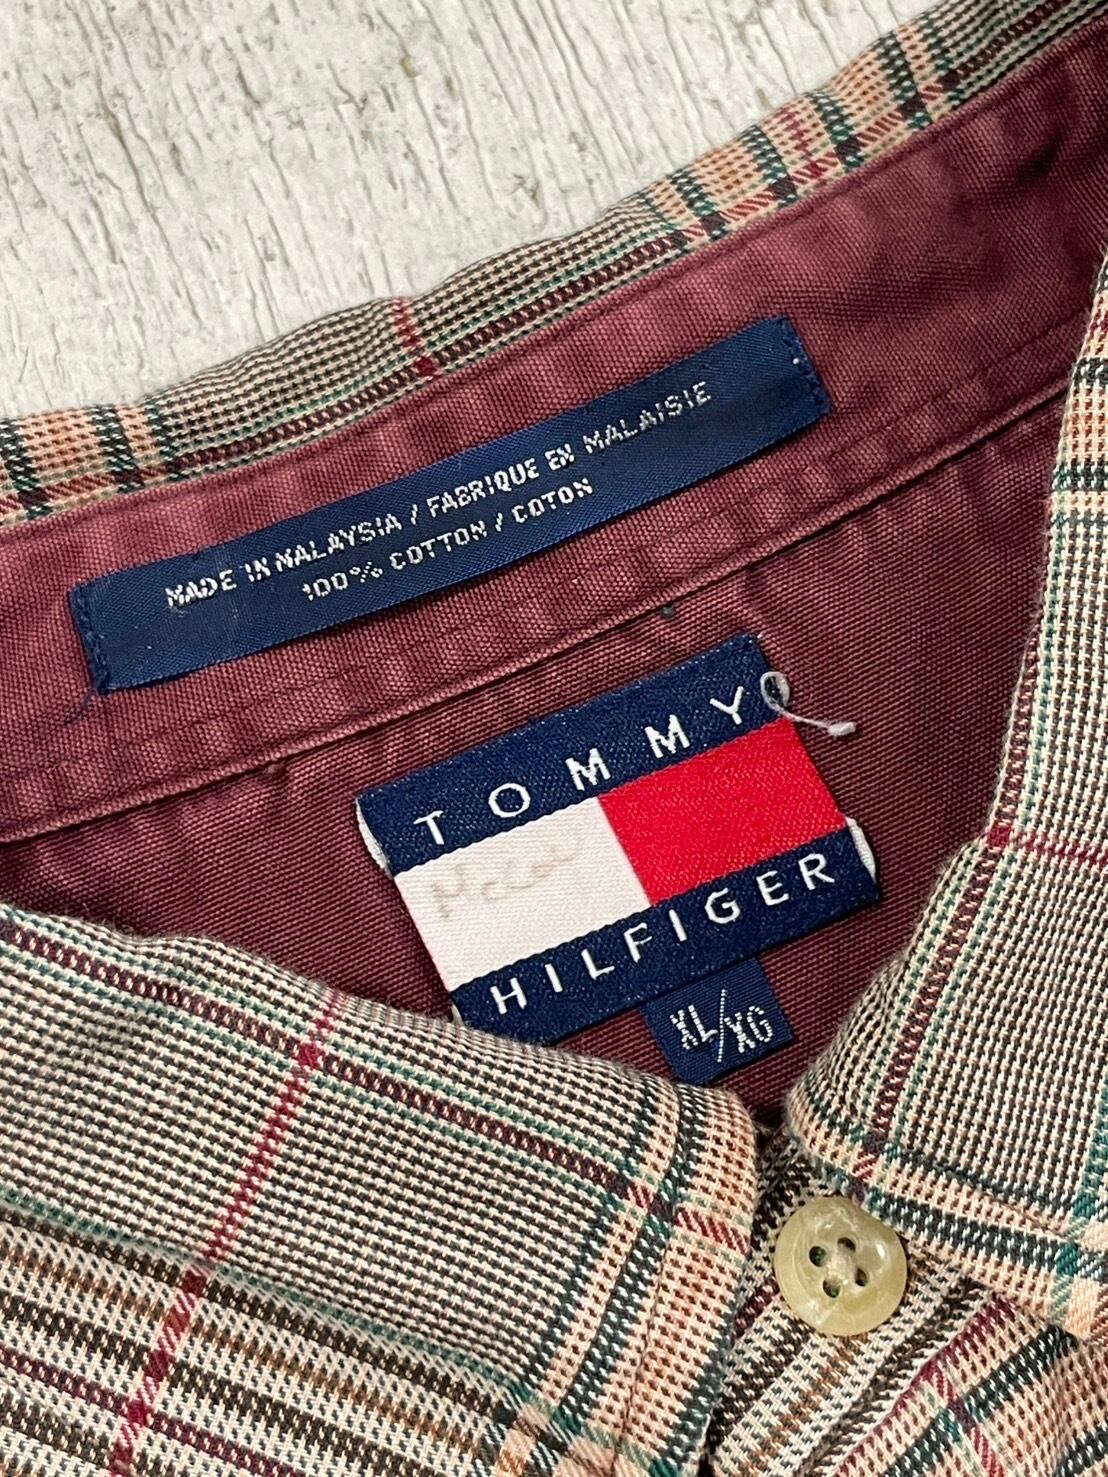 MADE IN MALAYSIA / FABRIQUE EN MALAISIE
100% COTTON / COTON
TOMMY
HILFIGER
XL/XG